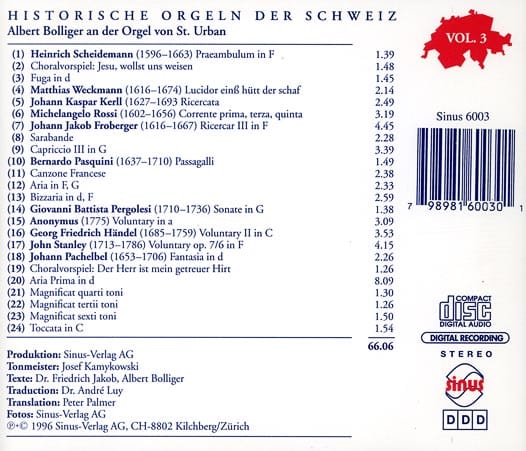 HISTORISCHE ORGELN DER SCHWEIZ
Albert Bolliger an der Orgel von St. Urban
VOL. 3
(1) Heinrich Scheidemann (1596–1663) Praeambulum in F 1.39
(2) Choralvorspiel: Jesu, wollst uns weisen 1.48
(3) Fuga in d 1.45
(4) Matthias Weckmann (1616–1674) Lucidor einß hütt der schaf 2.14
(5) Johann Kaspar Kerll (1627–1693) Ricercata 2.49
(6) Michelangelo Rossi (1602–1656) Corrente prima, terza, quinta 3.19
(7) Johann Jakob Froberger (1616–1667) Ricercar III in F 4.45
(8) Sarabande 2.28
(9) Capriccio III in G 3.39
(10) Bernardo Pasquini (1637–1710) Passagalli 1.49
(11) Canzone Francese 2.38
(12) Aria in F, G 2.33
(13) Bizzaria in d, F 2.59
(14) Giovanni Battista Pergolesi (1710–1736) Sonate in G 1.38
(15) Anonymus (1775) Voluntary in a 3.09
(16) Georg Friedrich Händel (1685–1759) Voluntary II in C 3.53
(17) John Stanley (1713–1786) Voluntary op. 7/6 in F 4.15
(18) Johann Pachelbel (1653–1706) Fantasia in d 2.26
(19) Choralvorspiel: Der Herr ist mein getreuer Hirt 1.26
(20) Aria Prima in d 8.09
(21) Magnificat quarti toni 1.30
(22) Magnificat tertii toni 1.26
(23) Magnificat sexti toni 1.50
(24) Toccata in C 1.54
66.06
Produktion: Sinus-Verlag AG
Tonmeister: Josef Kamykowski
Texte: Dr. Friedrich Jakob, Albert Bolliger
Traduction: Dr. André Luy
Translation: Peter Palmer
Fotos: Sinus-Verlag AG
℗+© 1996 Sinus-Verlag AG, CH-8802 Kilchberg/Zürich
Sinus 6003
7 98981 60030 1
COMPACT
disc
DIGITAL AUDIO
DIGITAL RECORDING
STEREO
sinus
DDD